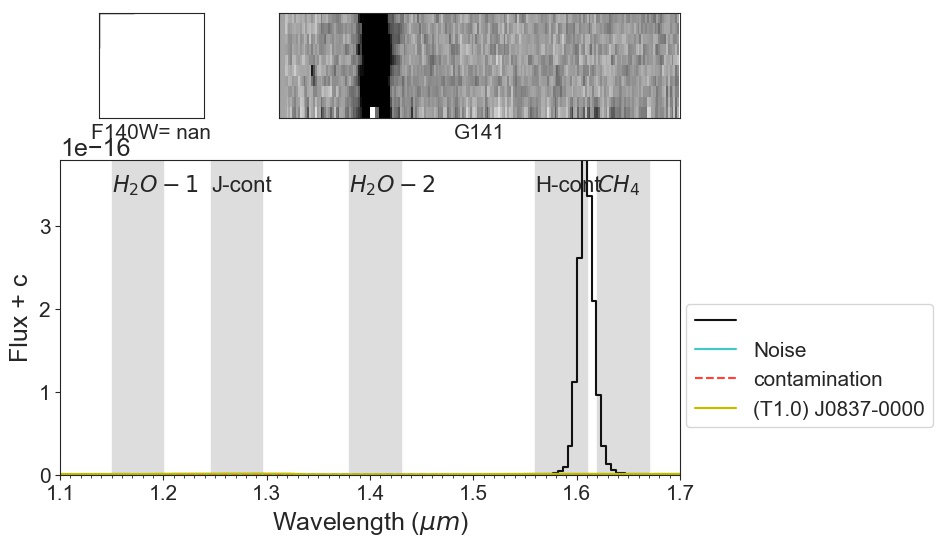 F140W= nan
G141
1e−16
H₂O − 1
J-cont
H₂O − 2
H-cont
CH₄
3
2
1
0
Flux + c
1.1
1.2
1.3
1.4
1.5
1.6
1.7
Wavelength (μm)
Noise
contamination
(T1.0) J0837-0000